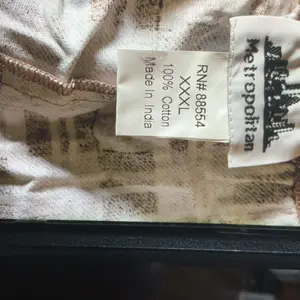 RN# 88554
XXXL
100% Cotton
Made In India
Metropolitan